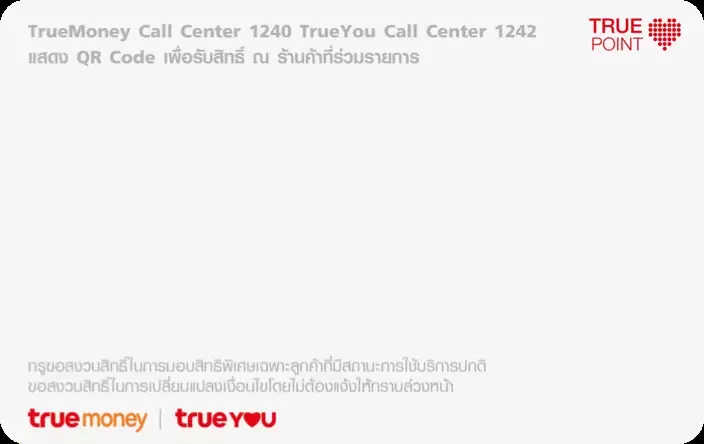 TrueMoney Call Center 1240 TrueYou Call Center 1242
แสดง QR Code เพื่อรับสิทธิ์ ณ ร้านค้าที่ร่วมรายการ
TRUE
POINT
ทรูขอสงวนสิทธิ์ในการมอบสิทธิพิเศษเฉพาะลูกค้าที่มีสถานะการใช้บริการปกติ
ขอสงวนสิทธิ์ในการเปลี่ยนแปลงเงื่อนไขโดยไม่ต้องแจ้งให้ทราบล่วงหน้า
truemoney | trueYOU